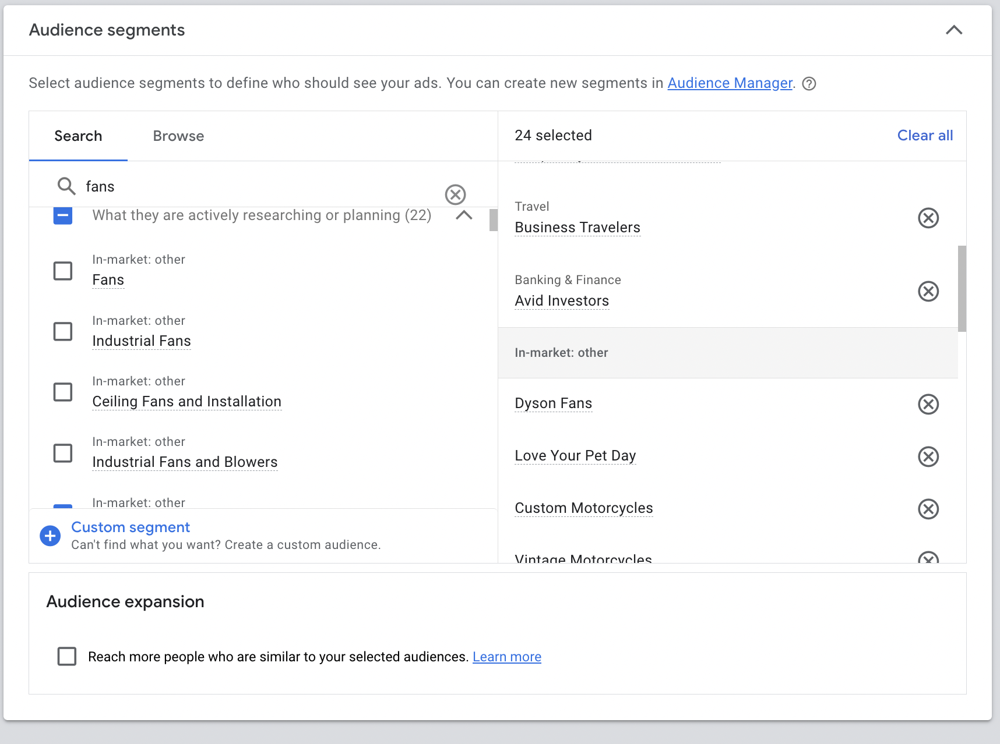 Audience segments
Select audience segments to define who should see your ads. You can create new segments in Audience Manager.
Search
Browse
fans
What they are actively researching or planning (22)
In-market: other
Fans
In-market: other
Industrial Fans
In-market: other
Ceiling Fans and Installation
In-market: other
Industrial Fans and Blowers
In-market: other
Custom segment
Can't find what you want? Create a custom audience.
24 selected
Clear all
Travel
Business Travelers
Banking & Finance
Avid Investors
In-market: other
Dyson Fans
Love Your Pet Day
Custom Motorcycles
Vintage Motorcycles
Audience expansion
Reach more people who are similar to your selected audiences. Learn more